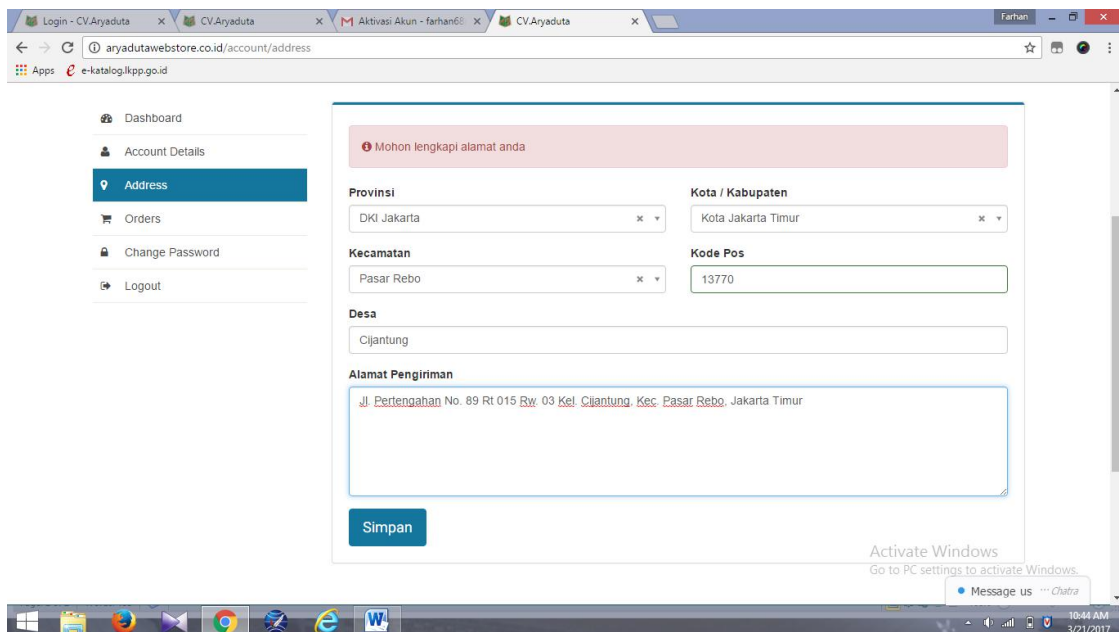 Login - CV.Aryaduta
CV.Aryaduta
Aktivasi Akun - farhan68
CV.Aryaduta
Farhan
aryadutawebstore.co.id/account/address
Apps
e-katalog.lkpp.go.id
Dashboard
Account Details
Address
Orders
Change Password
Logout
Mohon lengkapi alamat anda
Provinsi
Kota / Kabupaten
DKI Jakarta
Kota Jakarta Timur
Kecamatan
Kode Pos
Pasar Rebo
13770
Desa
Cijantung
Alamat Pengiriman
Jl. Pertengahan No. 89 Rt 015 Rw. 03 Kel. Cijantung, Kec. Pasar Rebo, Jakarta Timur
Simpan
Activate Windows
Go to PC settings to activate Windows.
Message us
Chatra
10:44 AM
3/21/2017